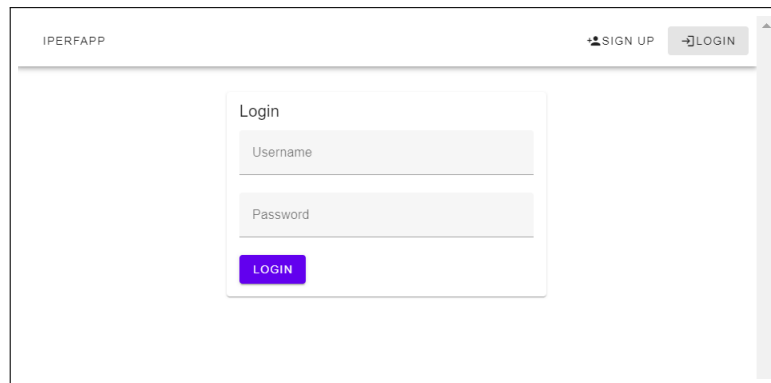 IPERFAPP SIGN UP LOGIN
Login
Username
Password
LOGIN